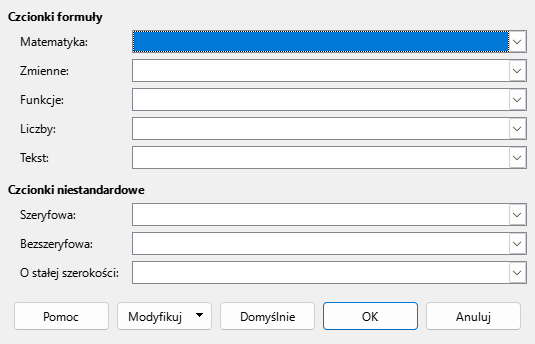 Czcionki formuły
Matematyka:
Zmienne:
Funkcje:
Liczby:
Tekst:
Czcionki niestandardowe
Szeryfowa:
Bezszeryfowa:
O stałej szerokości:
Pomoc Modyfikuj Domyślnie OK Anuluj